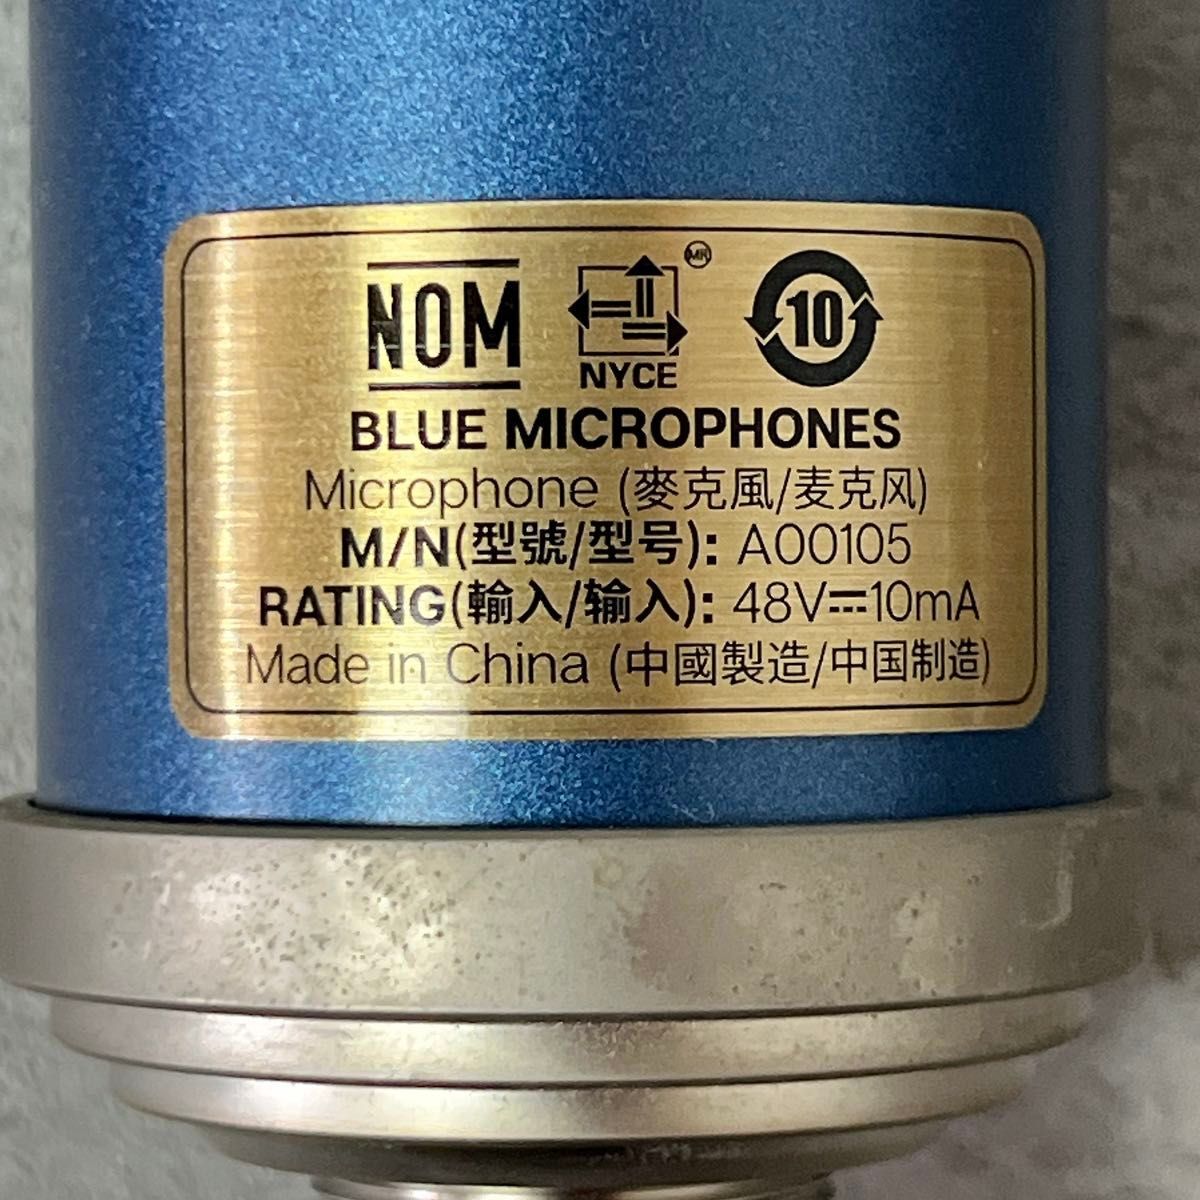 NOM NYCE MR 10
BLUE MICROPHONES
Microphone (麥克風/麦克风)
M/N(型號/型号): A00105
RATING(輸入/输入): 48V⎓10mA
Made in China (中國製造/中国制造)